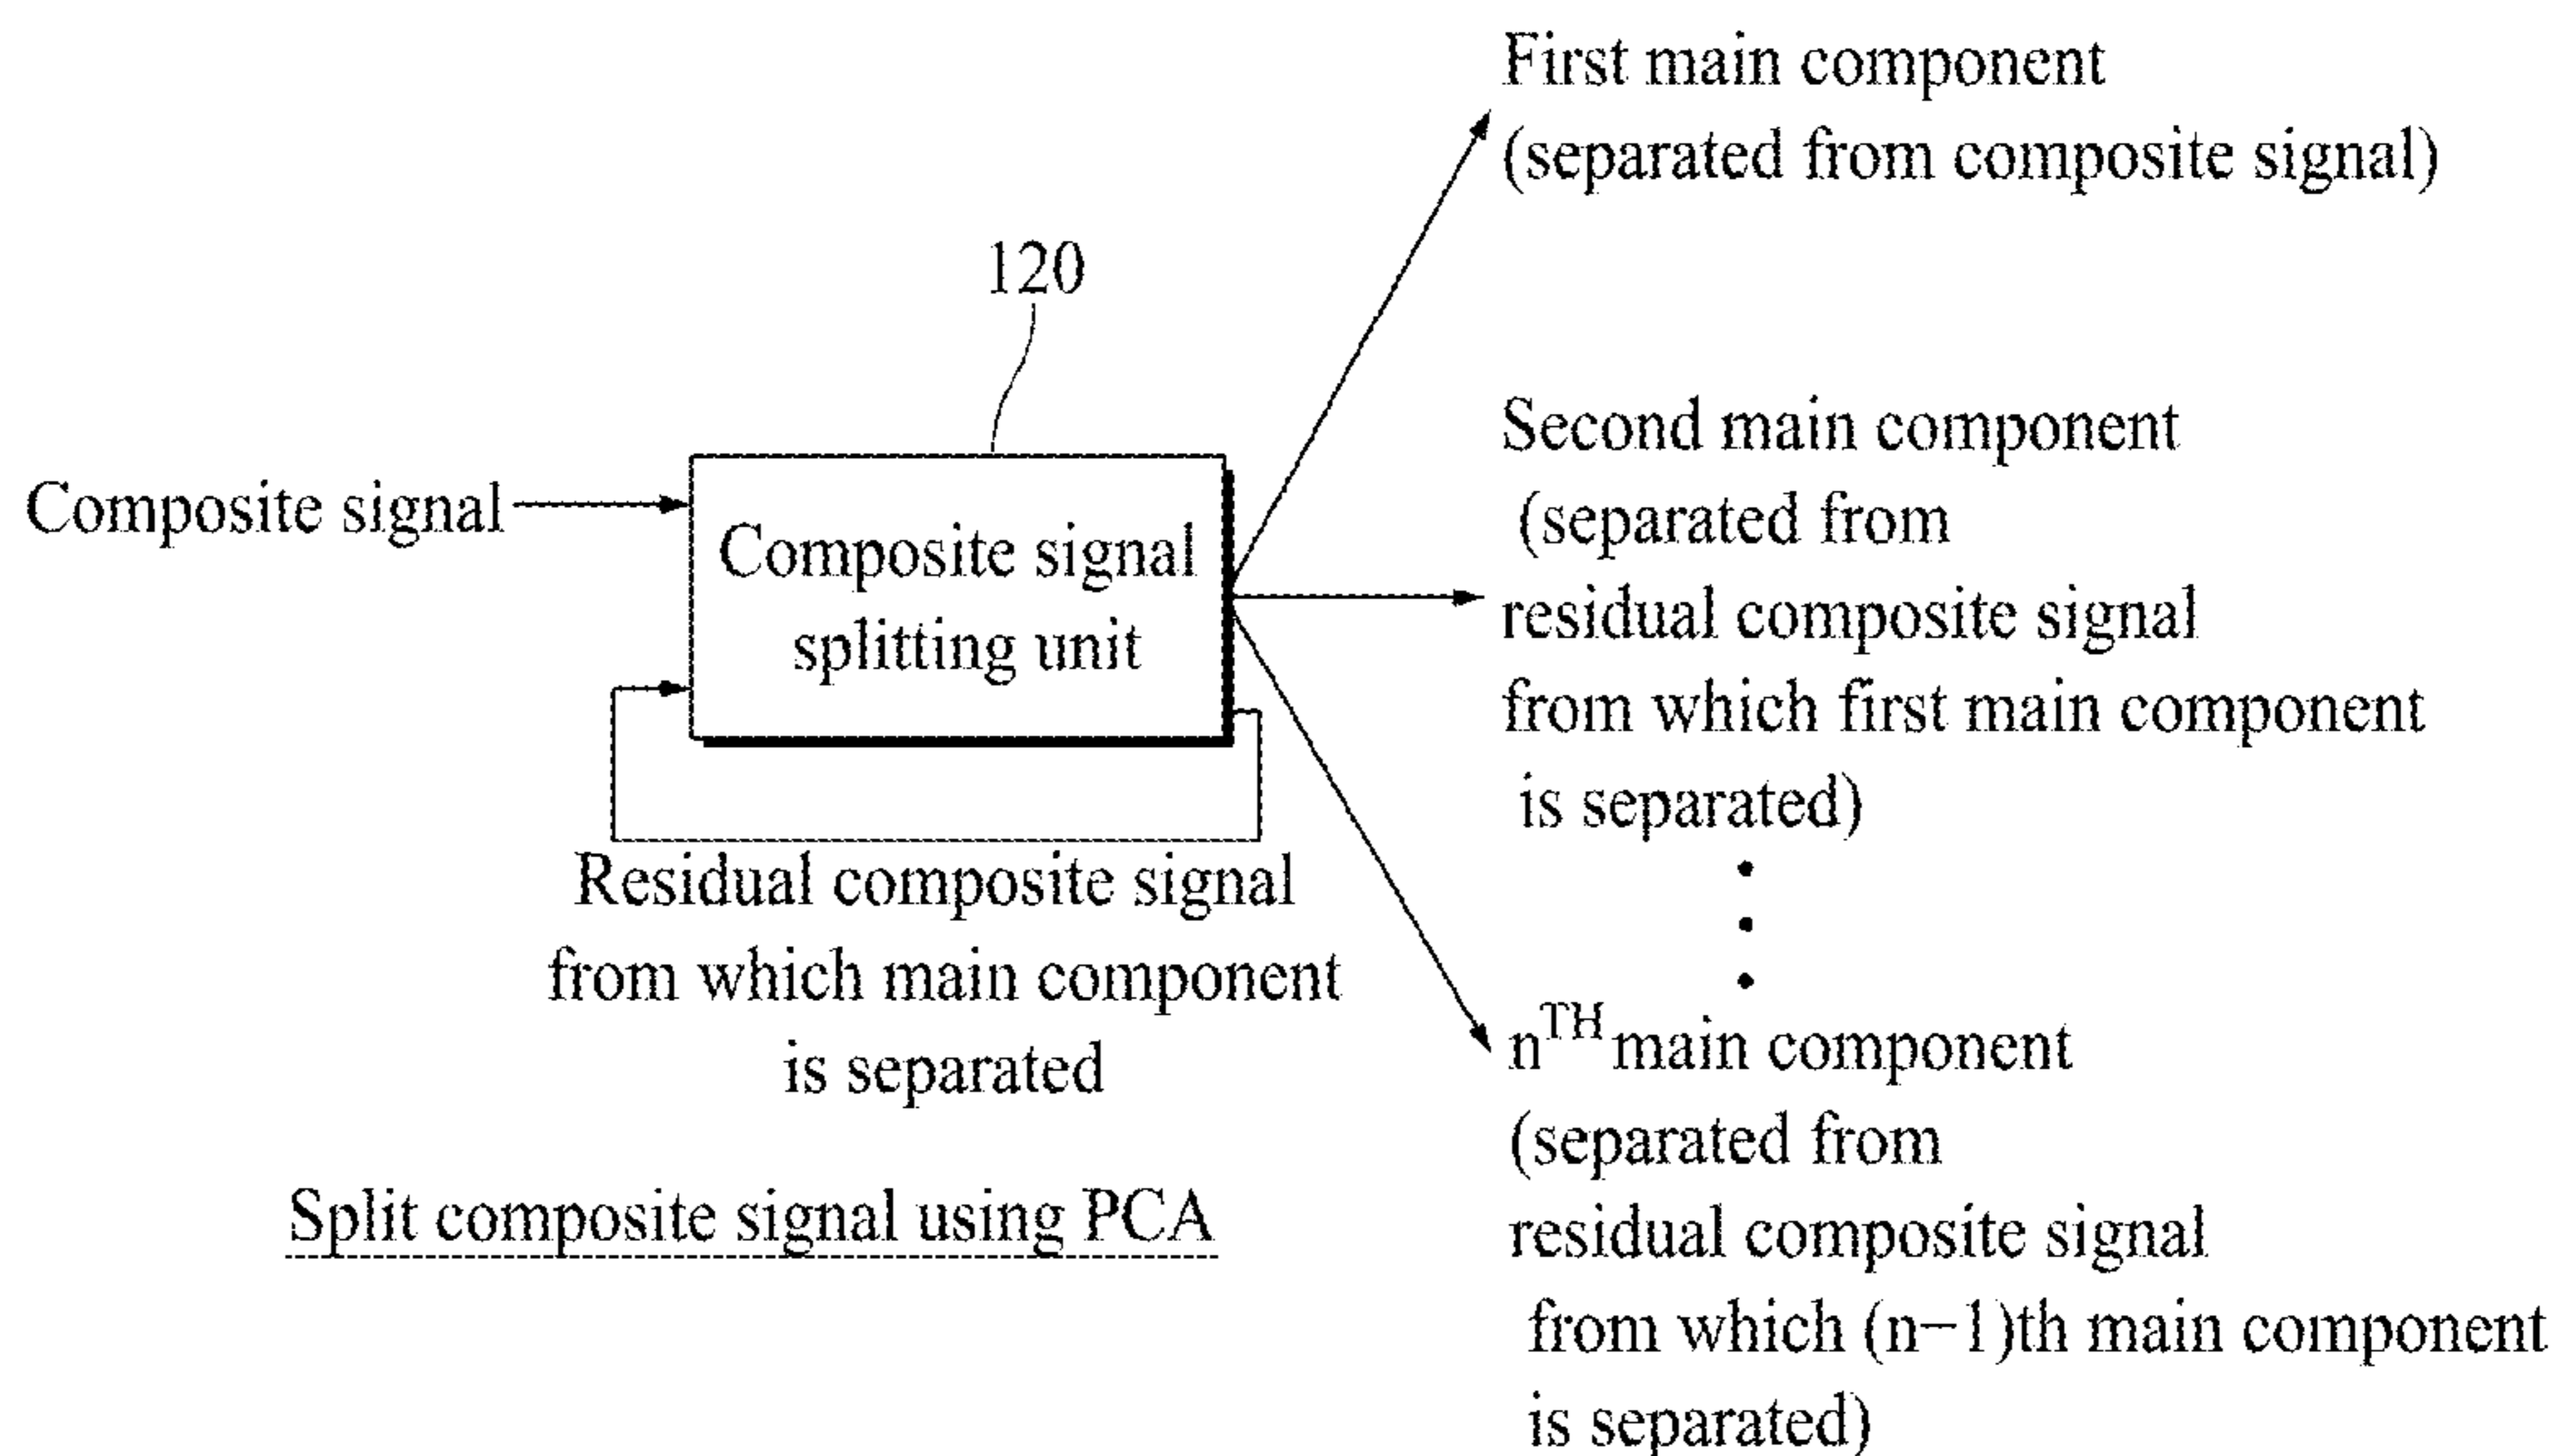 First main component
(separated from composite signal)
120
Composite signal
Composite signal
splitting unit
Second main component
(separated from
residual composite signal
from which first main component
is separated)
Residual composite signal
from which main component
is separated
nTH main component
(separated from
residual composite signal
from which (n−1)th main component
is separated)
Split composite signal using PCA